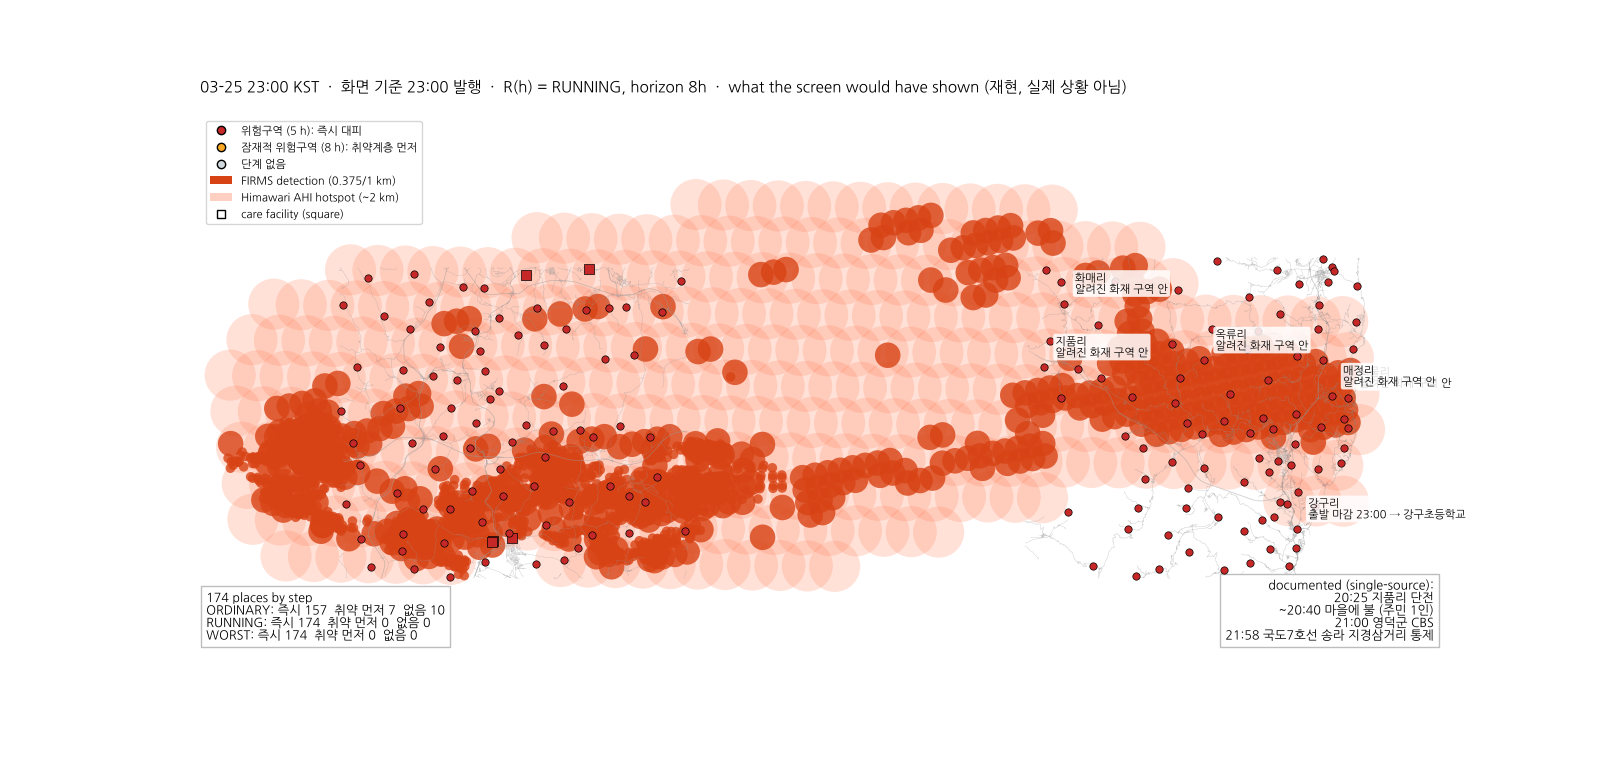 03-25 23:00 KST · 화면 기준 23:00 발행 · R(h) = RUNNING, horizon 8h · what the screen would have shown (재현, 실제 상황 아님)
위험구역 (5 h): 즉시 대피
잠재적 위험구역 (8 h): 취약계층 먼저
단계 없음
FIRMS detection (0.375/1 km)
Himawari AHI hotspot (~2 km)
care facility (square)
화매리
알려진 화재 구역 안
옥류리
알려진 화재 구역 안
지품리
알려진 화재 구역 안
매정리
알려진 화재 구역 안
안
강구리
출발 마감 23:00 → 강구초등학교
174 places by step
ORDINARY: 즉시 157 취약 먼저 7 없음 10
RUNNING: 즉시 174 취약 먼저 0 없음 0
WORST: 즉시 174 취약 먼저 0 없음 0
documented (single-source):
20:25 지품리 단전
~20:40 마을에 불 (주민 1인)
21:00 영덕군 CBS
21:58 국도7호선 송라 지경삼거리 통제